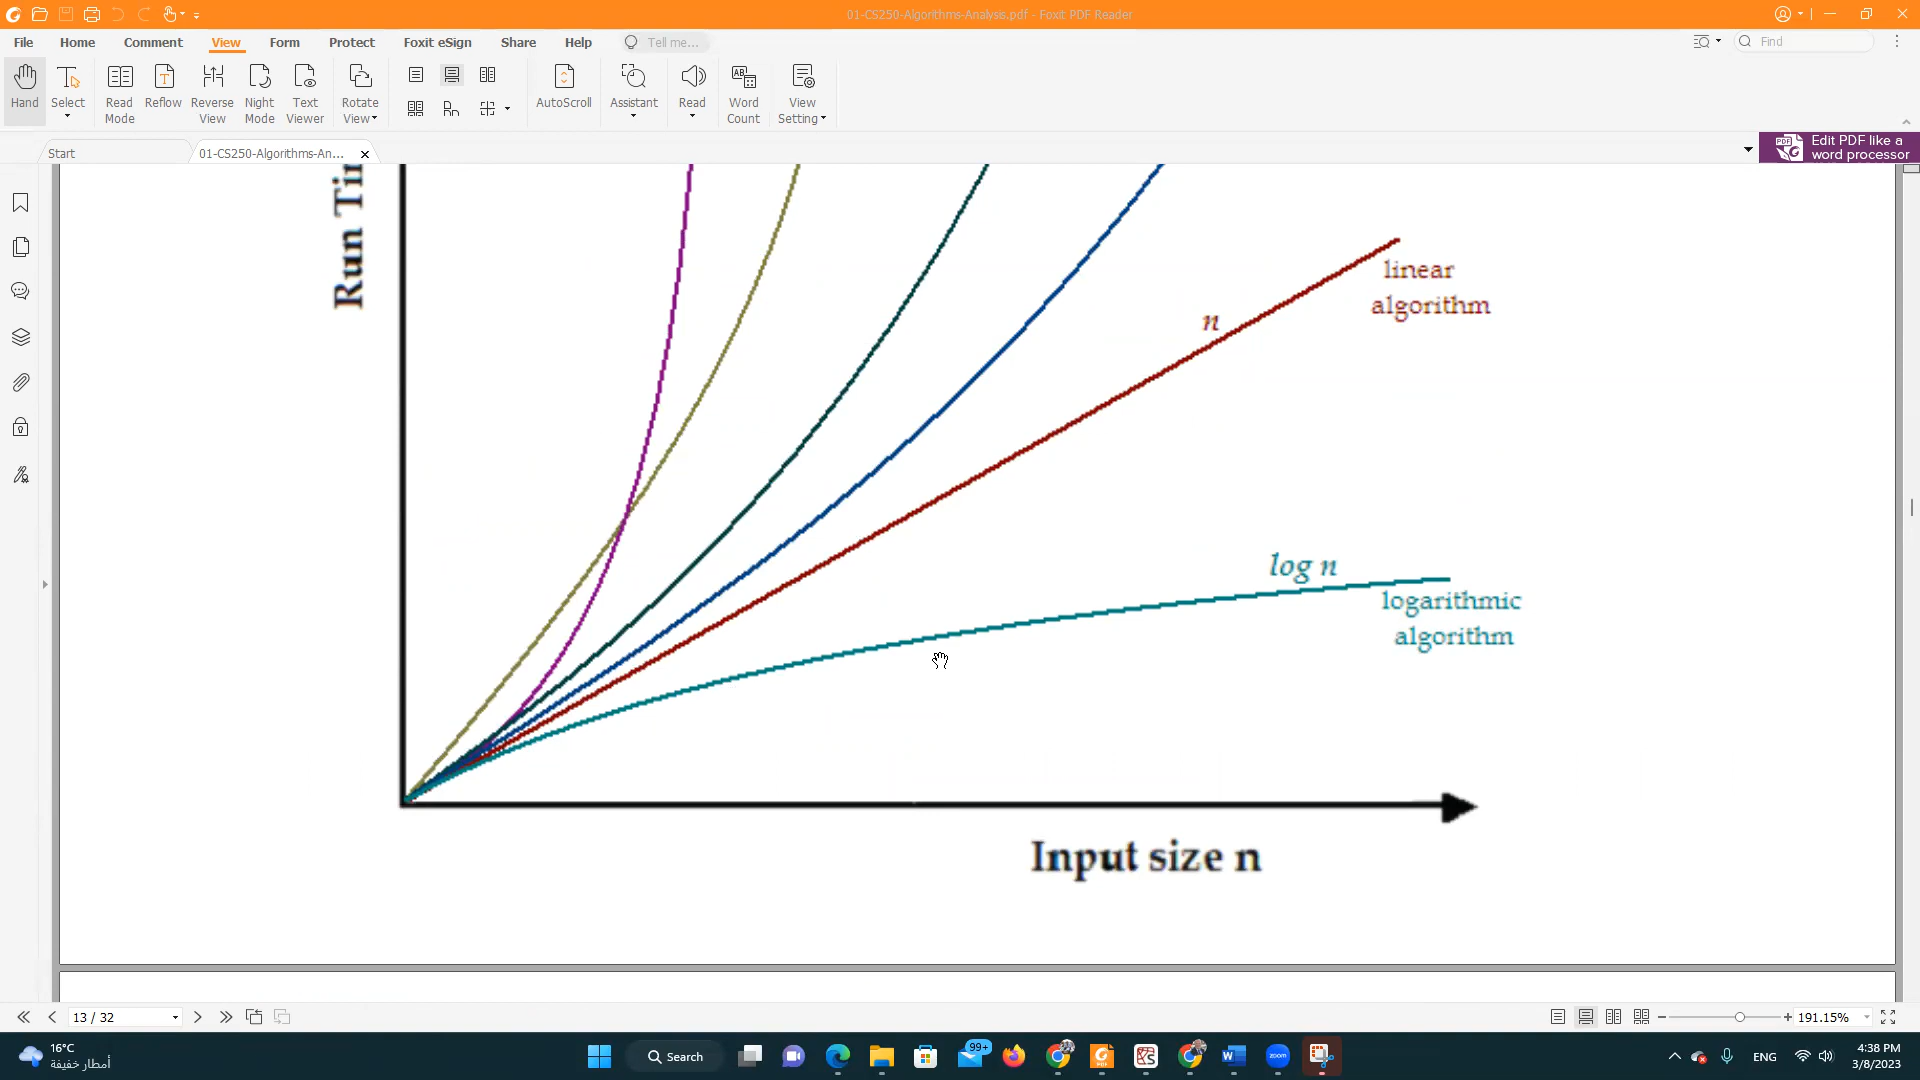 01-CS250-Algorithms-Analysis.pdf - Foxit PDF Reader
File Home Comment View Form Protect Foxit eSign Share Help Tell me... Find
Hand Select Read Mode Reflow Reverse View Night Mode Text Viewer Rotate View AutoScroll Assistant Read Word Count View Setting
Start 01-CS250-Algorithms-An... Edit PDF like a
word processor
Run Tim
linear
algorithm
n
log n
logarithmic
algorithm
Input size n
13 / 32 191.15%
16°C
أمطار خفيفة
Search 99+ ENG 4:38 PM
3/8/2023